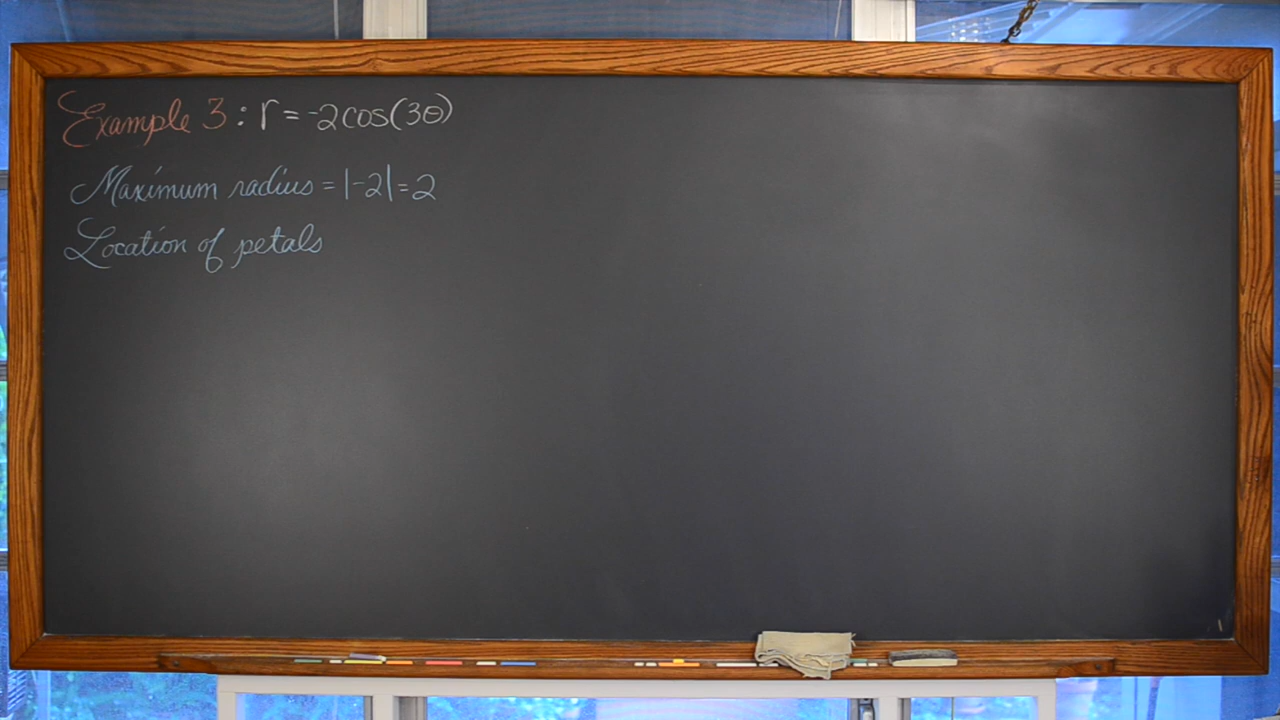 Example 3 : r = -2cos(3θ)
Maximum radius = |-2| = 2
Location of petals